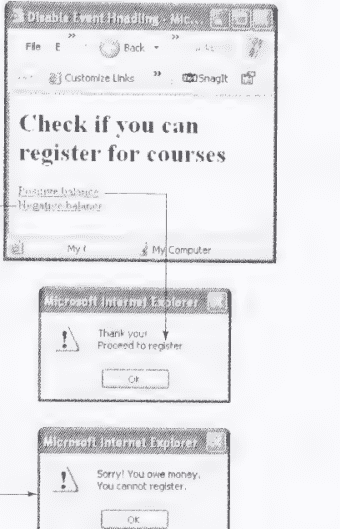 Disable Event Hnadling - Mic...
File E » Back »
Customize Links » SnagIt
Check if you can
register for courses
Positive balance
Negative balance
My C My Computer
Microsoft Internet Explorer
Thank you!
Proceed to register
OK
Microsoft Internet Explorer
Sorry! You owe money.
You cannot register.
OK